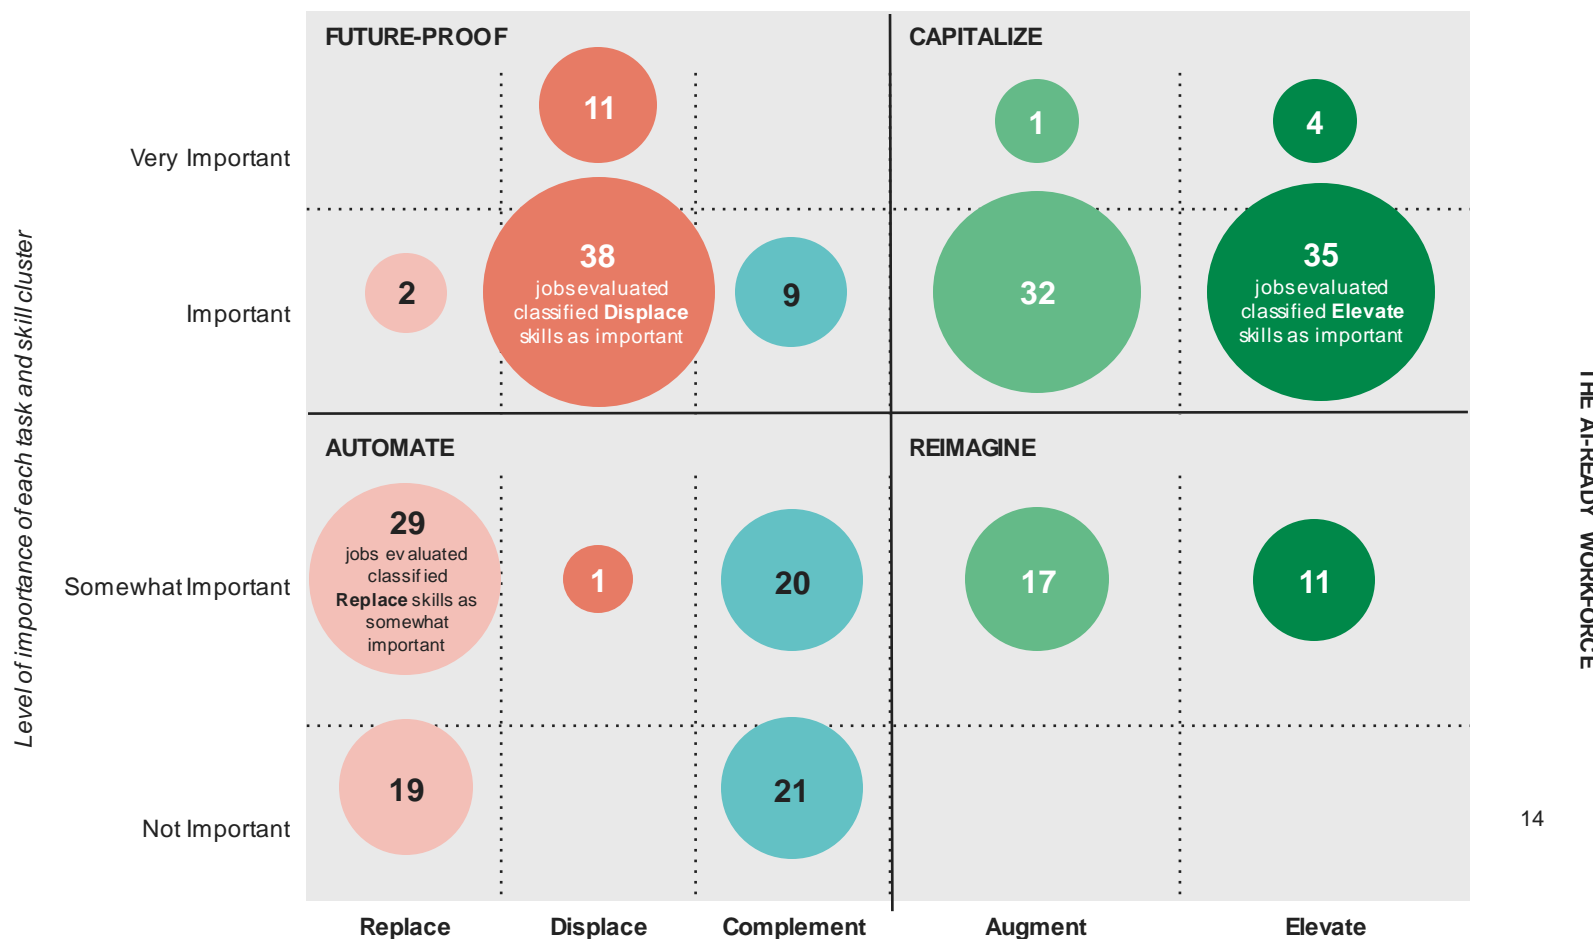 FUTURE-PROOF
CAPITALIZE
11
1
4
Very Important
38
jobs evaluated
classified Displace
skills as important
35
jobs evaluated
classified Elevate
skills as important
2
9
32
Important
Level of importance of each task and skill cluster
AUTOMATE
REIMAGINE
29
jobs evaluated
classified
Replace skills as
somewhat
important
1
20
17
11
Somewhat Important
THE AI-READY WORKFORCE
19
21
Not Important
14
Replace
Displace
Complement
Augment
Elevate